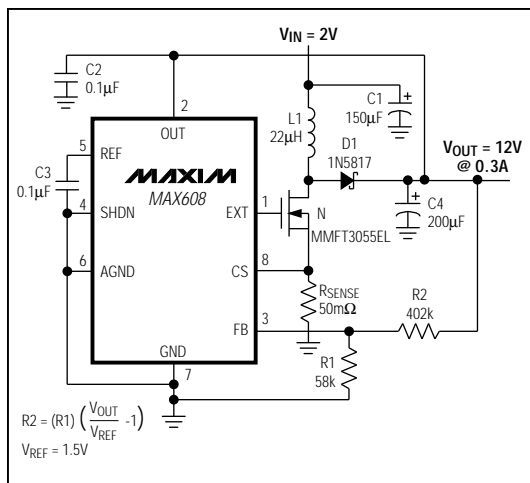 VIN = 2V
C2
0.1µF
C1
150µF
L1
22µH
D1
1N5817
VOUT = 12V
@ 0.3A
2
OUT
5
REF
MAXIM
MAX608
C3
0.1µF
4
SHDN
EXT
1
N
MMFT3055EL
C4
200µF
6
AGND
CS
8
RSENSE
50mΩ
R2
402k
FB
3
GND
7
R1
58k
R2 = (R1) (VOUT/VREF -1)
VREF = 1.5V